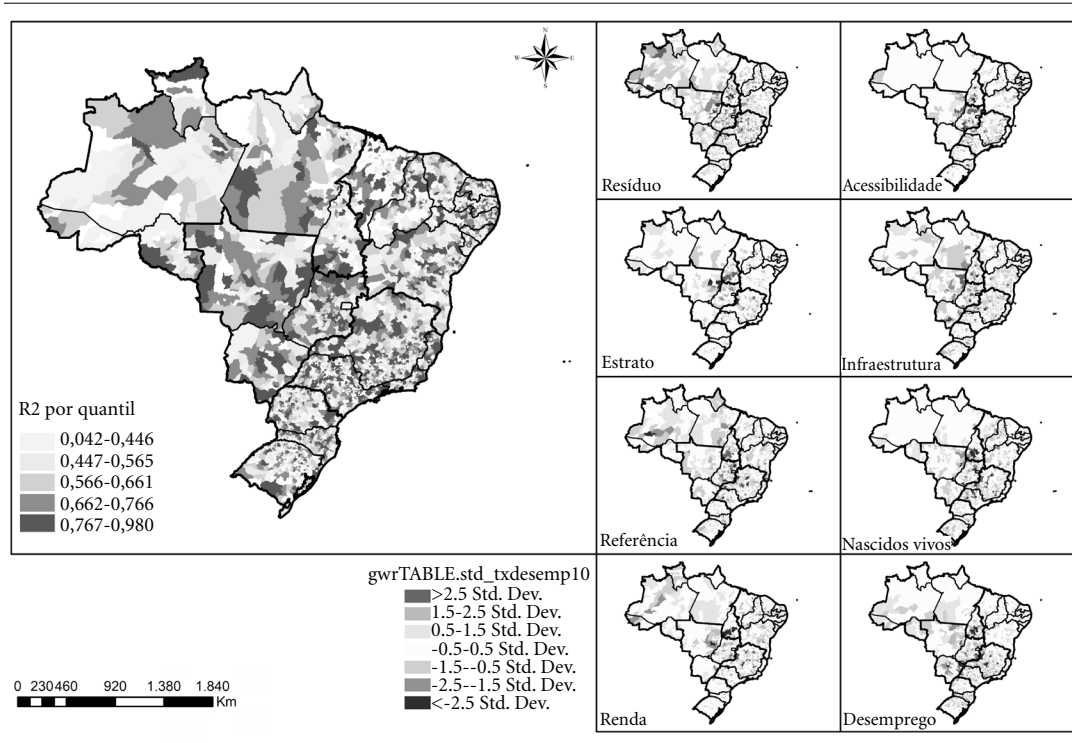 N
W
E
S
R2 por quantil
0,042-0,446
0,447-0,565
0,566-0,661
0,662-0,766
0,767-0,980
Resíduo
Acessibilidade
Estrato
Infraestrutura
Referência
Nascidos vivos
gwrTABLE.std_txdesemp10
>2.5 Std. Dev.
1.5-2.5 Std. Dev.
0.5-1.5 Std. Dev.
-0.5-0.5 Std. Dev.
-1.5--0.5 Std. Dev.
-2.5--1.5 Std. Dev.
<-2.5 Std. Dev.
Renda
Desemprego
0 230460 920 1.380 1.840
Km